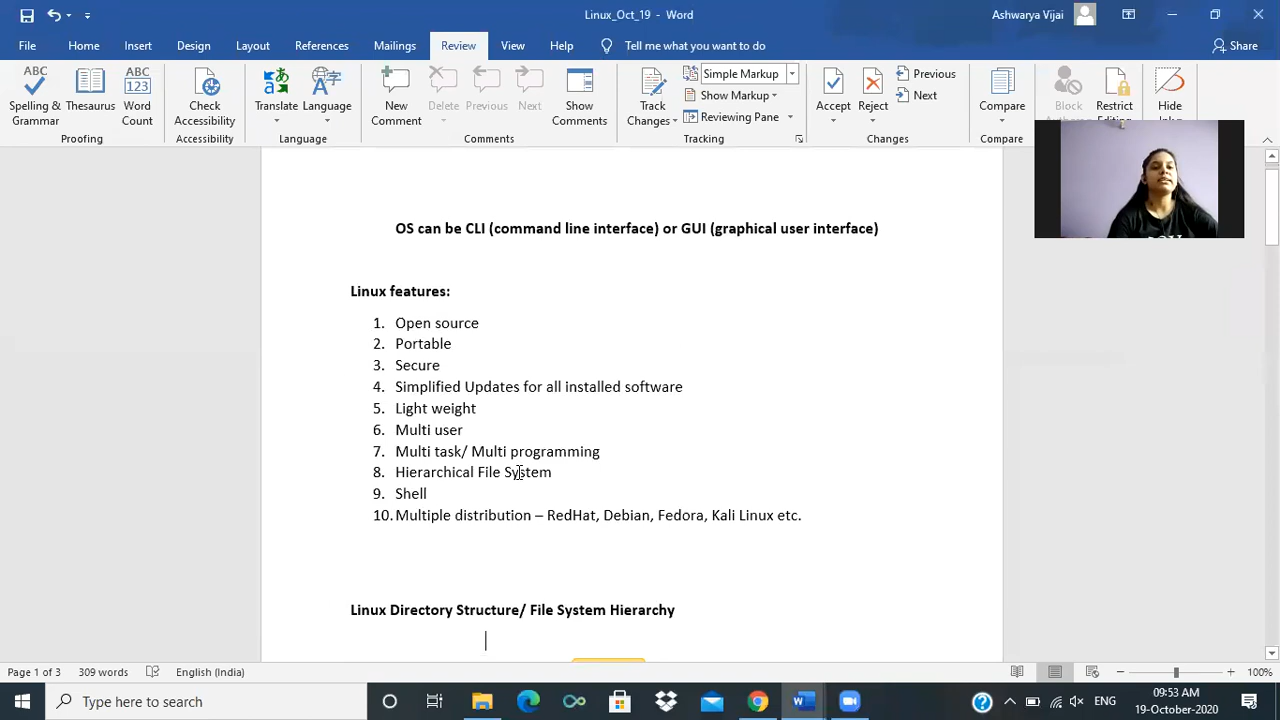 Linux_Oct_19 - Word
Ashwarya Vijai
File Home Insert Design Layout References Mailings Review View Help Tell me what you want to do Share
Spelling & Grammar
Thesaurus
Word Count
Proofing
Check Accessibility
Accessibility
Translate
Language
Language
New Comment
Delete
Previous
Next
Show Comments
Comments
Track Changes
Simple Markup
Show Markup
Reviewing Pane
Tracking
Accept
Reject
Previous
Next
Changes
Compare
Compare
Block
Restrict Editing
Hide
OS can be CLI (command line interface) or GUI (graphical user interface)
Linux features:
1. Open source
2. Portable
3. Secure
4. Simplified Updates for all installed software
5. Light weight
6. Multi user
7. Multi task/ Multi programming
8. Hierarchical File System
9. Shell
10. Multiple distribution – RedHat, Debian, Fedora, Kali Linux etc.
Linux Directory Structure/ File System Hierarchy
Page 1 of 3 309 words English (India) 100%
Type here to search
ENG
09:53 AM
19-October-2020